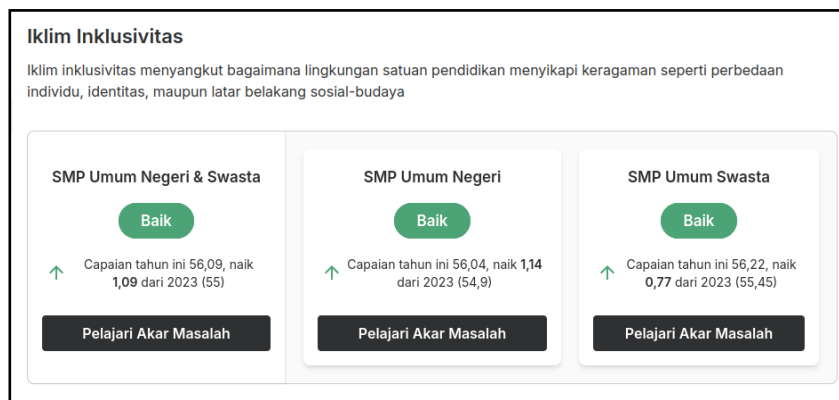 Iklim Inklusivitas
Iklim inklusivitas menyangkut bagaimana lingkungan satuan pendidikan menyikapi keragaman seperti perbedaan
individu, identitas, maupun latar belakang sosial-budaya
SMP Umum Negeri & Swasta
Baik
Capaian tahun ini 56,09, naik
1,09 dari 2023 (55)
Pelajari Akar Masalah
SMP Umum Negeri
Baik
Capaian tahun ini 56,04, naik 1,14
dari 2023 (54,9)
Pelajari Akar Masalah
SMP Umum Swasta
Baik
Capaian tahun ini 56,22, naik
0,77 dari 2023 (55,45)
Pelajari Akar Masalah